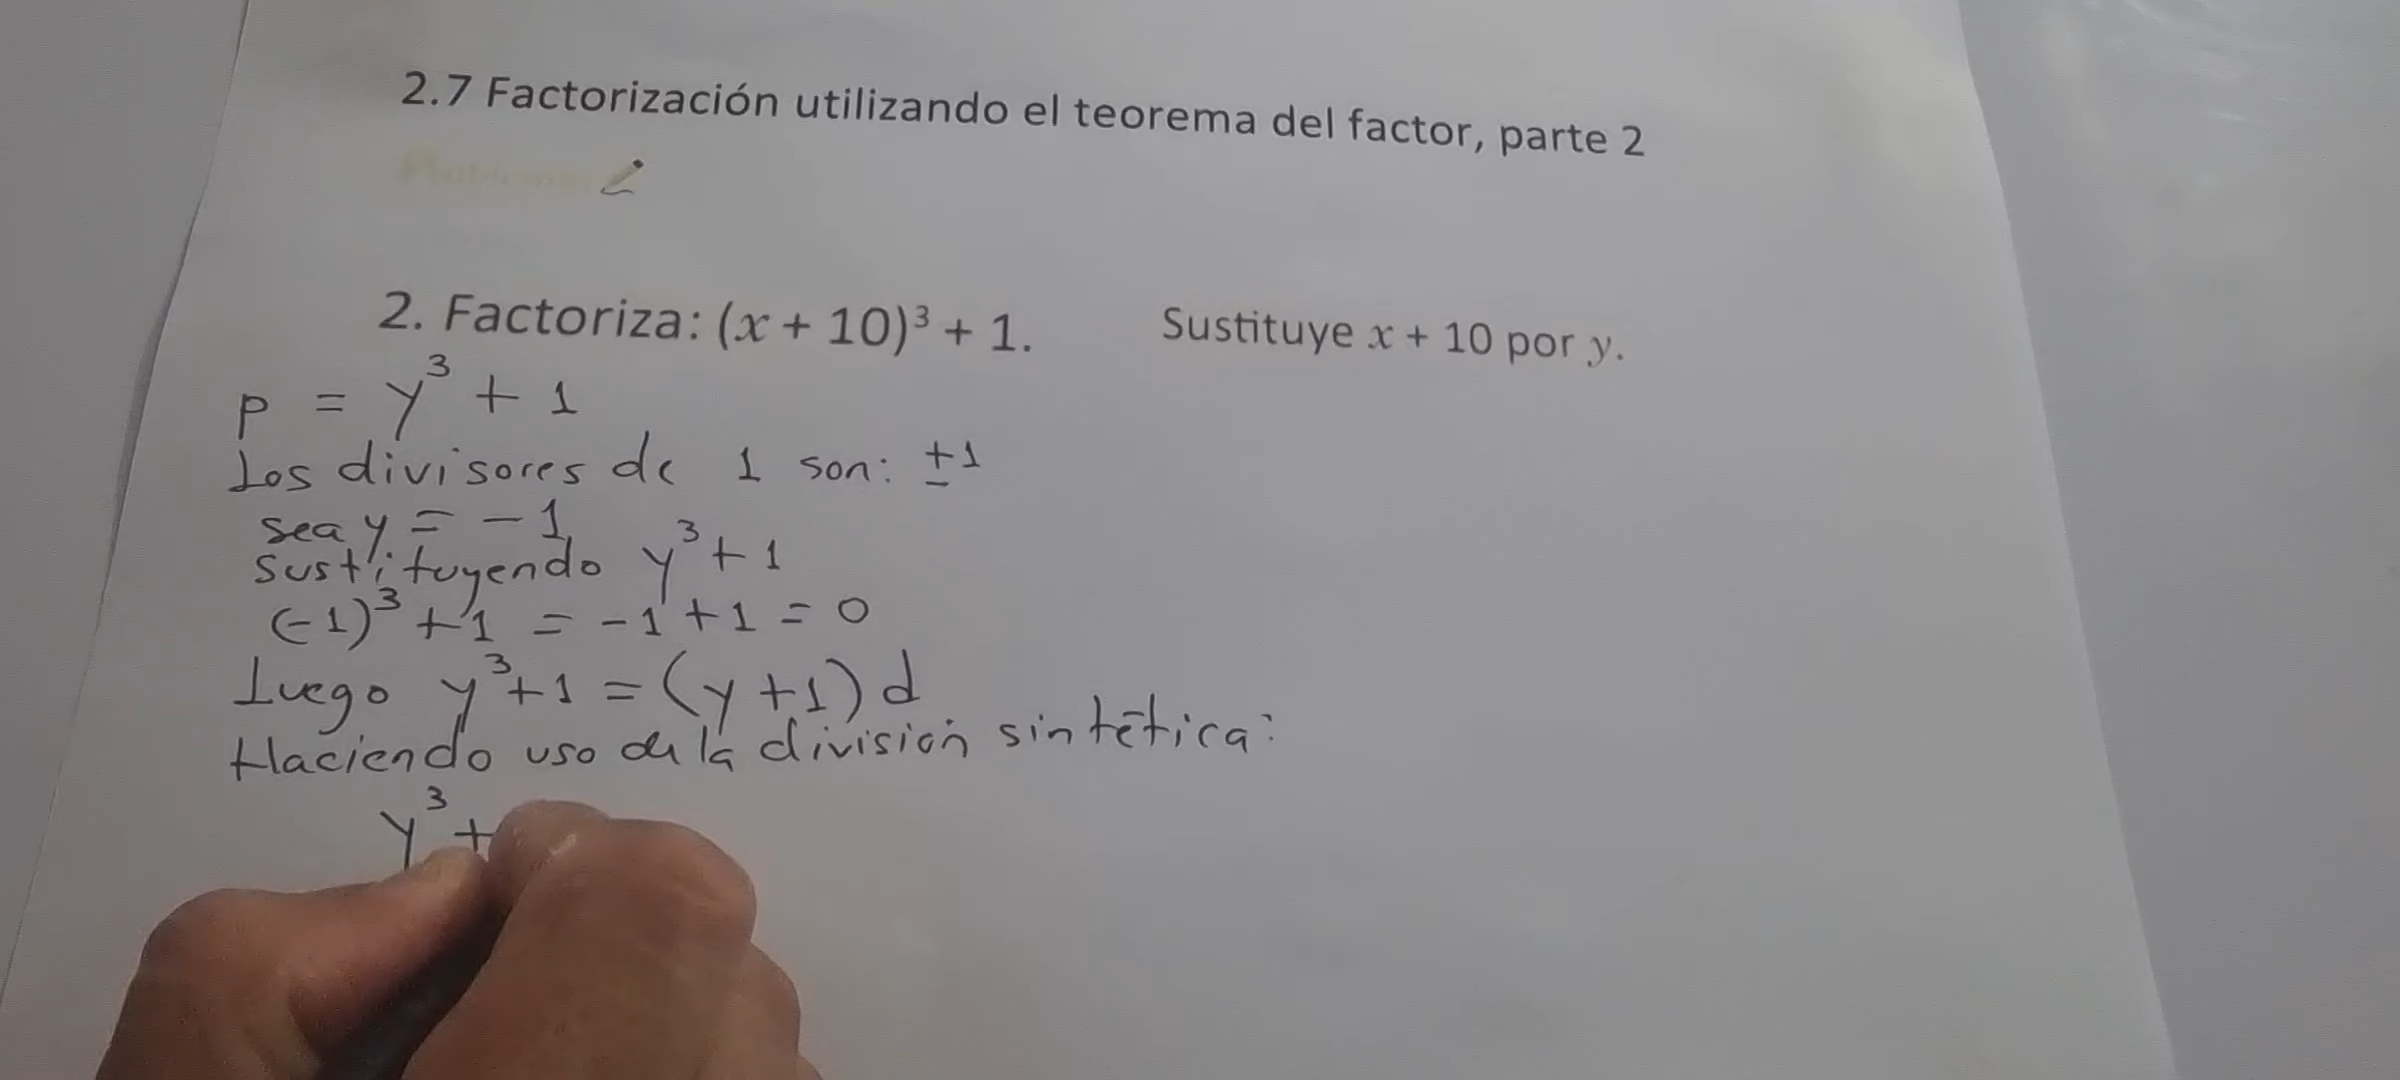 2.7 Factorización utilizando el teorema del factor, parte 2
2. Factoriza: (x + 10)³ + 1. Sustituye x + 10 por y.
p = y³ + 1
Los divisores de 1 son: ±1
sea y = -1
sustituyendo y³ + 1
(-1)³ + 1 = -1 + 1 = 0
Luego y³+1 = (y+1) d
Haciendo uso de la división sintética:
y³ +